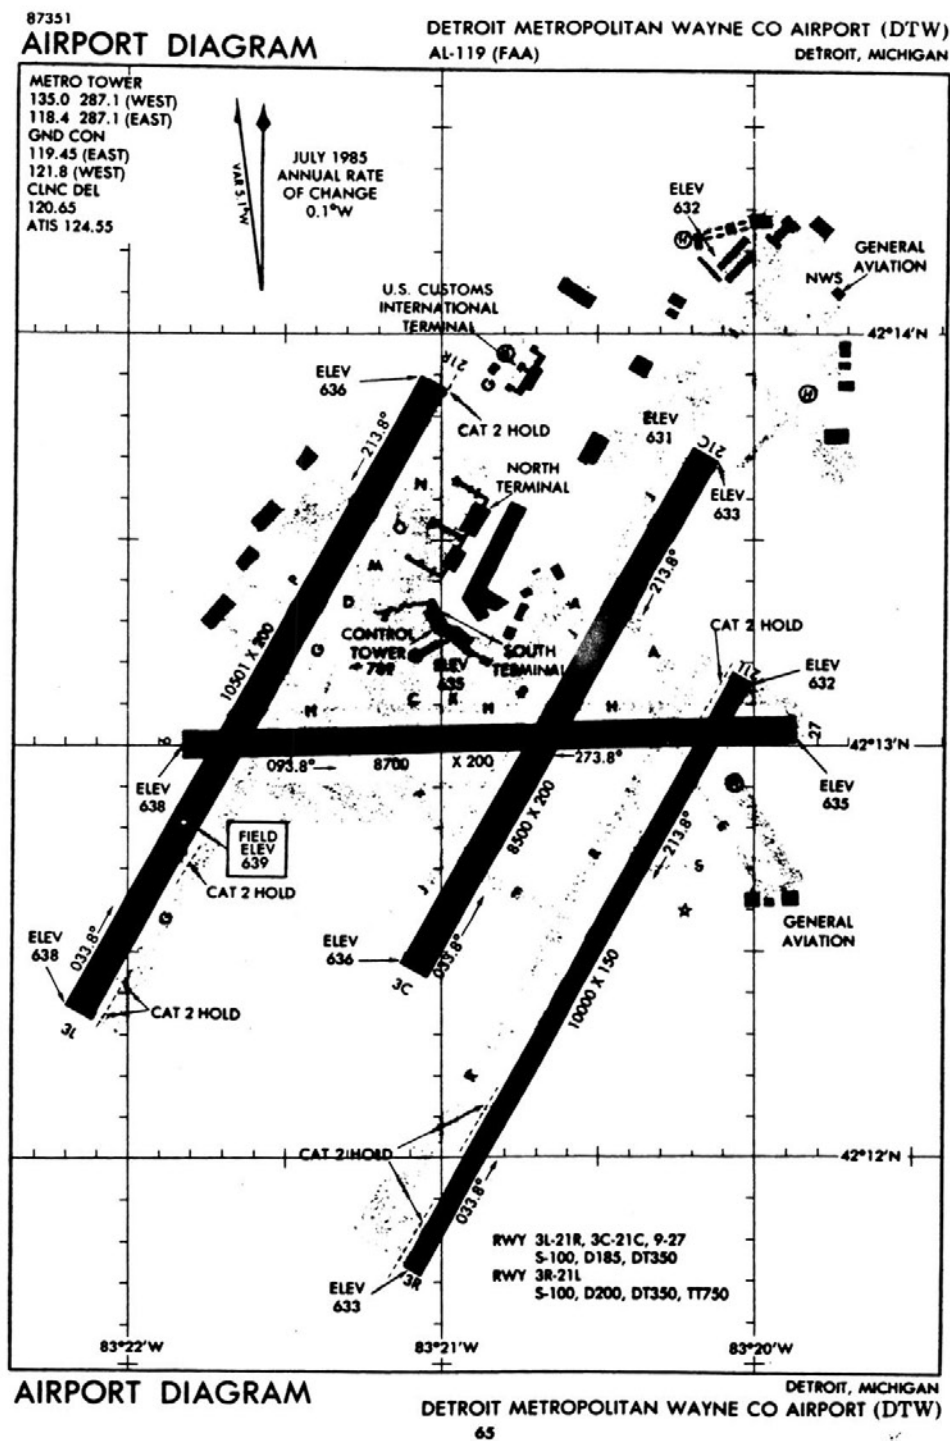 87351
AIRPORT DIAGRAM
DETROIT METROPOLITAN WAYNE CO AIRPORT (DTW)
AL-119 (FAA)
DETROIT, MICHIGAN
METRO TOWER
135.0 287.1 (WEST)
118.4 287.1 (EAST)
GND CON
119.45 (EAST)
121.8 (WEST)
CLNC DEL
120.65
ATIS 124.55
VAR 5.1°W
JULY 1985
ANNUAL RATE
OF CHANGE
0.1°W
ELEV
632
H
GENERAL
AVIATION
NWS
U.S. CUSTOMS
INTERNATIONAL
TERMINAL
H
42°14'N
21R
G
ELEV
636
CAT 2 HOLD
H
213.8°
ELEV
631
21C
ELEV
633
J
NORTH
TERMINAL
N
Q
M
213.8°
F
D
CONTROL
TOWER
SOUTH
TERMINAL
ELEV
635
G
A
CAT 2 HOLD
21L
ELEV
632
10501 X 200
P
H
C
K
H
H
9
27
42°13'N
093.8°
8700
X 200
273.8°
ELEV
638
ELEV
635
FIELD
ELEV
639
8500 X 200
R
213.8°
S
CAT 2 HOLD
J
G
GENERAL
AVIATION
ELEV
638
033.8°
ELEV
636
033.8°
3C
CAT 2 HOLD
3L
10000 X 150
CAT 2 HOLD
42°12'N
033.8°
RWY 3L-21R, 3C-21C, 9-27
S-100, D185, DT350
RWY 3R-21L
S-100, D200, DT350, TT750
ELEV
633
3R
83°22'W
83°21'W
83°20'W
AIRPORT DIAGRAM
DETROIT, MICHIGAN
DETROIT METROPOLITAN WAYNE CO AIRPORT (DTW)
65